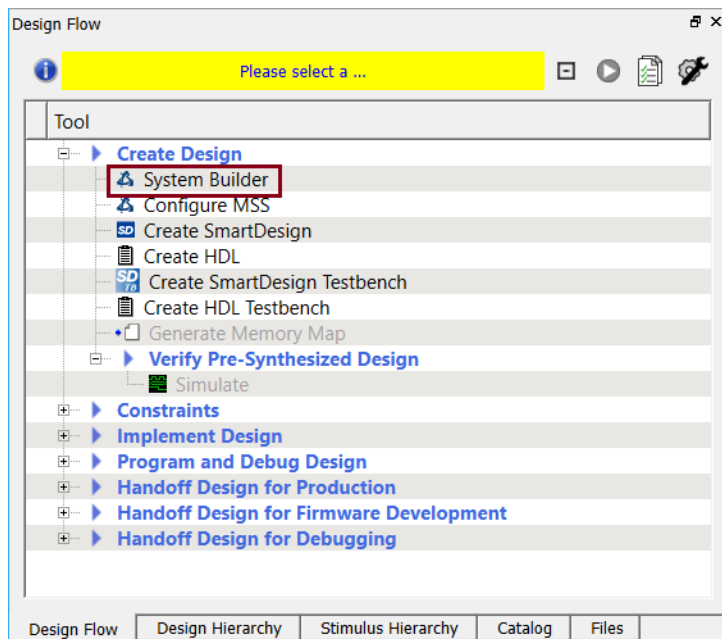 Design Flow
Please select a ...
Tool
Create Design
System Builder
Configure MSS
SD Create SmartDesign
Create HDL
SD TB Create SmartDesign Testbench
Create HDL Testbench
Generate Memory Map
Verify Pre-Synthesized Design
Simulate
Constraints
Implement Design
Program and Debug Design
Handoff Design for Production
Handoff Design for Firmware Development
Handoff Design for Debugging
Design Flow Design Hierarchy Stimulus Hierarchy Catalog Files